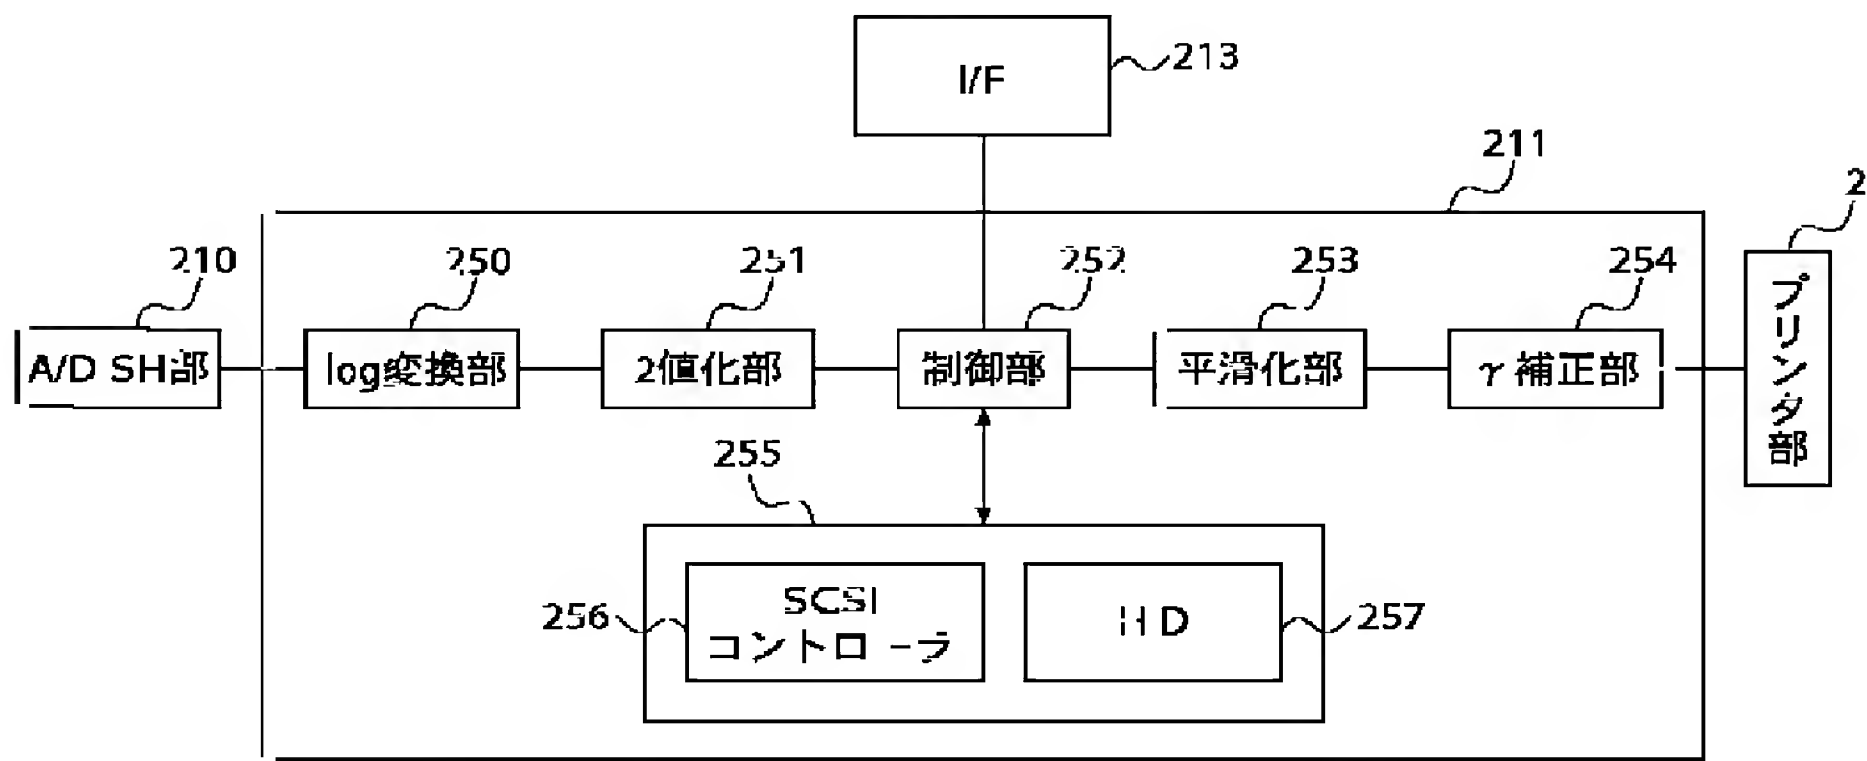 I/F
213
211
2
210
250
251
252
253
254
A/D SH部
log変換部
2値化部
制御部
平滑化部
γ補正部
プリンタ部
255
256
SCSI
コントローラ
HD
257